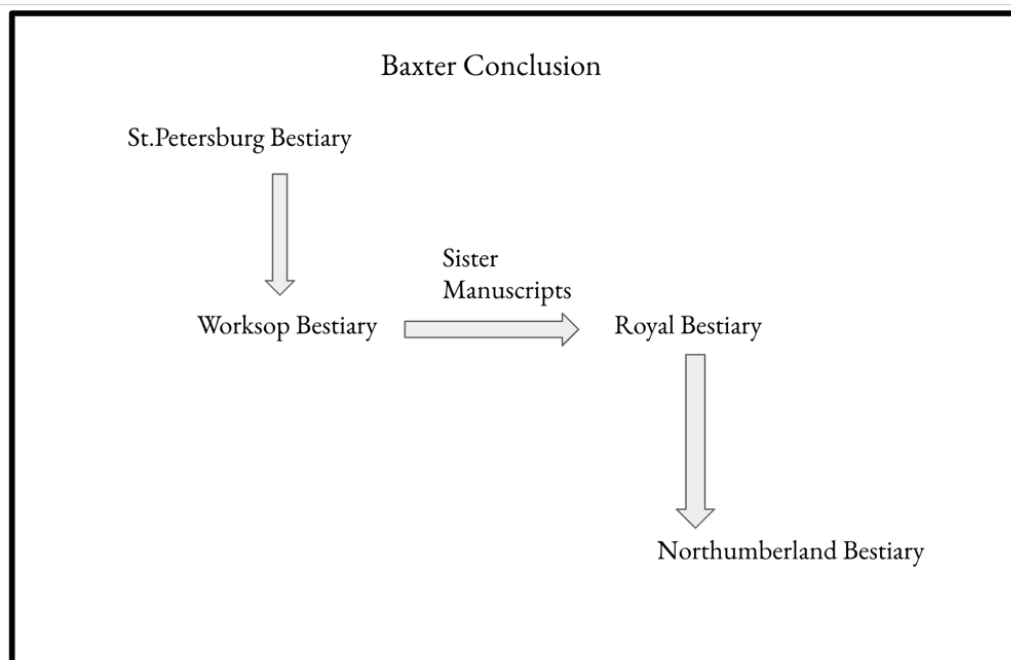 Baxter Conclusion
St.Petersburg Bestiary
Sister
Manuscripts
Worksop Bestiary
Royal Bestiary
Northumberland Bestiary